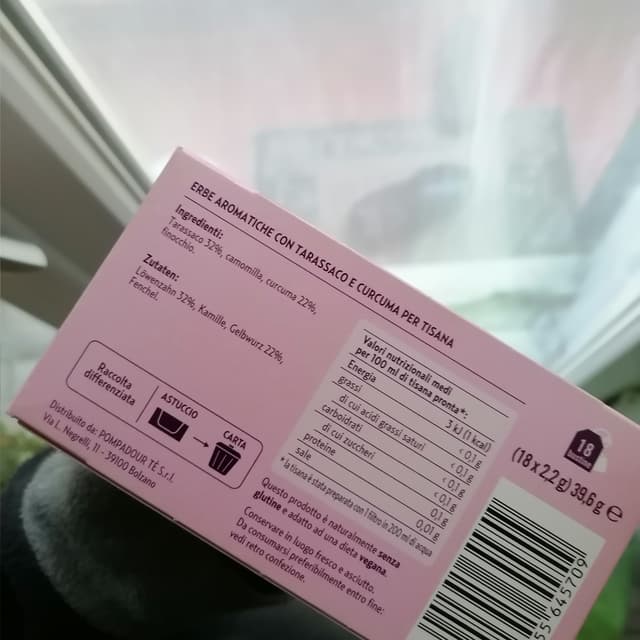 ERBE AROMATICHE CON TARASSACO E CURCUMA PER TISANA
Ingredienti:
Tarassaco 32%, camomilla, curcuma 22%,
finocchio.
Zutaten:
Löwenzahn 32%, Kamille, Gelbwurz 22%,
Fenchel.
Raccolta
differenziata
ASTUCCIO
CARTA
Distribuito da: POMPADOUR TÈ S.r.l.
Via L. Negrelli, 11 - 39100 Bolzano
Valori nutrizionali medi
per 100 ml di tisana pronta*:
Energia 3 kJ (1 kcal)
grassi < 0,1 g
di cui acidi grassi saturi < 0,1 g
carboidrati < 0,1 g
di cui zuccheri < 0,1 g
proteine 0,1 g
sale 0,01 g
* la tisana è stata preparata con 1 filtro in 200 ml di acqua
Questo prodotto è naturalmente senza
glutine e adatto ad una dieta vegana.
Conservare in luogo fresco e asciutto.
Da consumarsi preferibilmente entro fine:
vedi retro confezione.
18
(18 x 2,2 g) 39,6 g ℮
5 645709